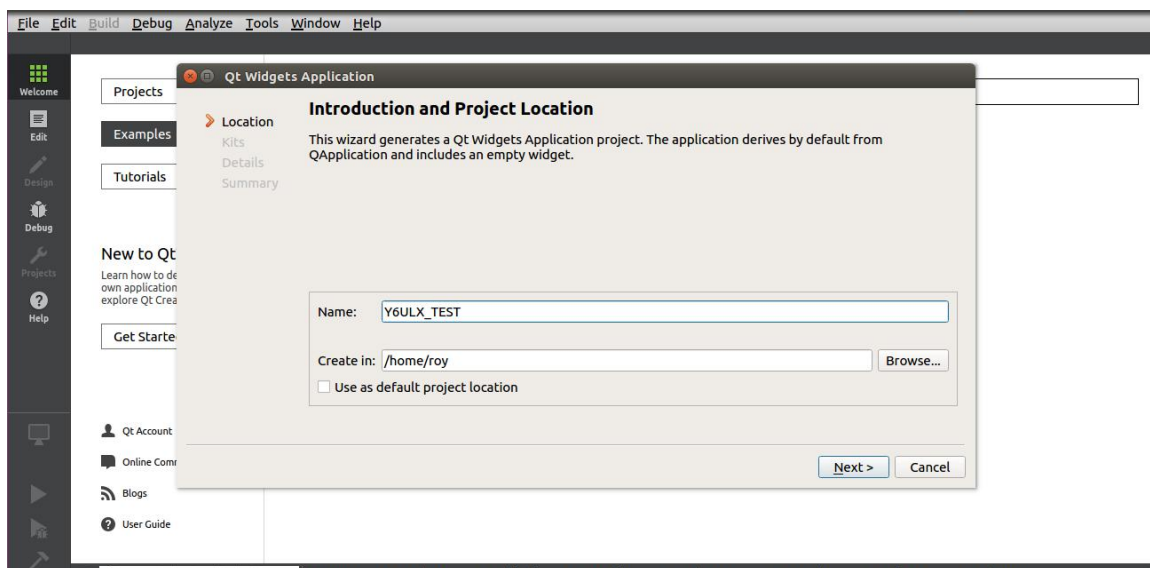 File Edit Build Debug Analyze Tools Window Help
Welcome
Edit
Design
Debug
Projects
Help
Projects
Examples
Tutorials
New to Qt
Learn how to de
own application
explore Qt Crea
Get Starte
Qt Account
Online Comm
Blogs
User Guide
Qt Widgets Application
Location
Kits
Details
Summary
Introduction and Project Location
This wizard generates a Qt Widgets Application project. The application derives by default from
QApplication and includes an empty widget.
Name: Y6ULX_TEST
Create in: /home/roy Browse...
Use as default project location
Next > Cancel